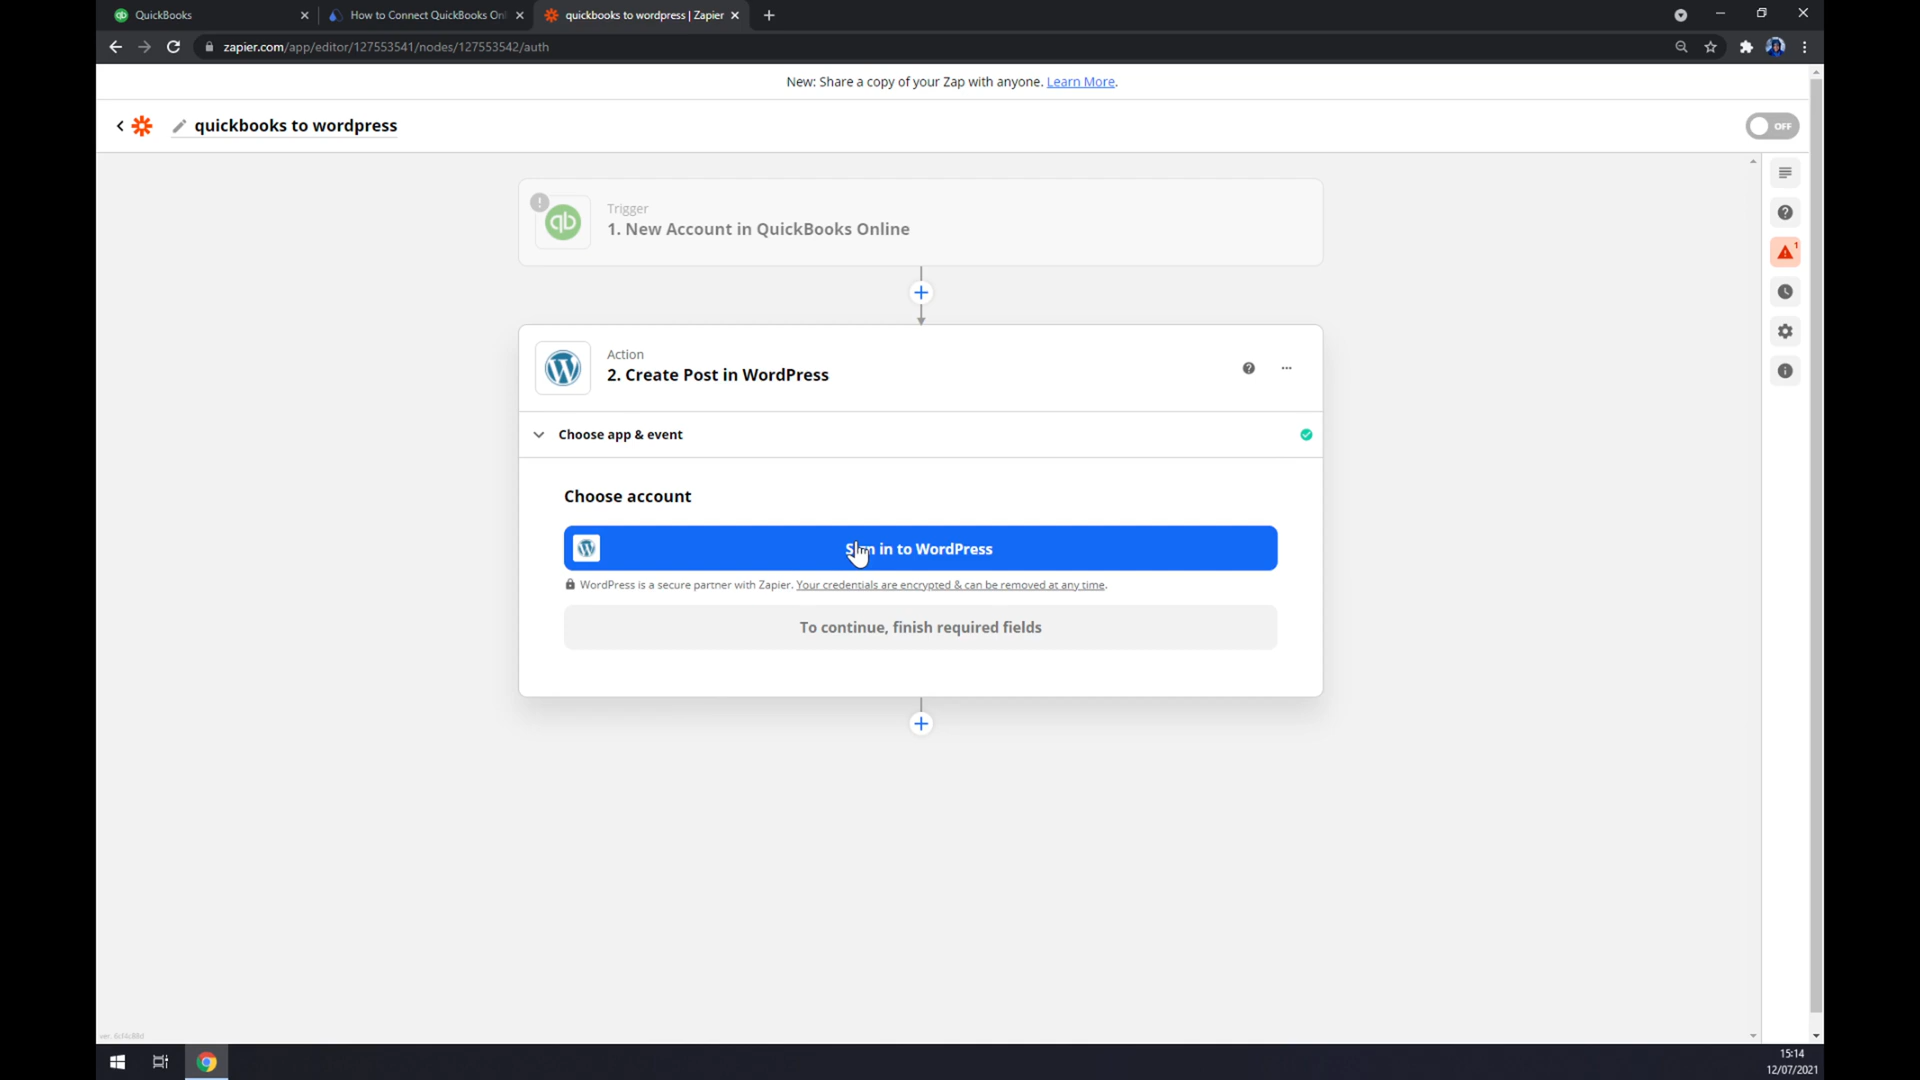 QuickBooks
How to Connect QuickBooks Onl
quickbooks to wordpress | Zapier
zapier.com/app/editor/127553541/nodes/127553542/auth
New: Share a copy of your Zap with anyone. Learn More.
quickbooks to wordpress
OFF
Trigger
1. New Account in QuickBooks Online
1
Action
2. Create Post in WordPress
Choose app & event
Choose account
Sign in to WordPress
WordPress is a secure partner with Zapier. Your credentials are encrypted & can be removed at any time.
To continue, finish required fields
15:14
12/07/2021